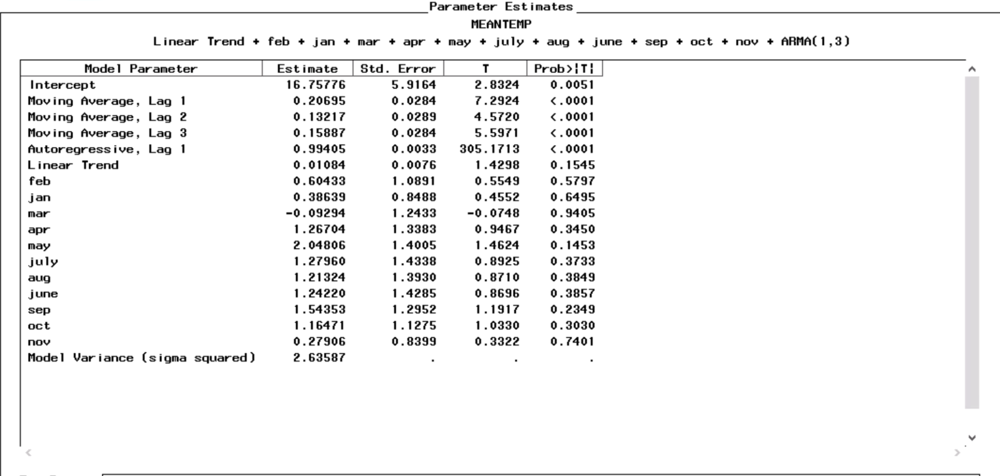 Parameter Estimates
MEANTEMP
Linear Trend + feb + jan + mar + apr + may + july + aug + june + sep + oct + nov + ARMA(1,3)
Model Parameter Estimate Std. Error T Prob>|T|
Intercept 16.75776 5.9164 2.8324 0.0051
Moving Average, Lag 1 0.20695 0.0284 7.2924 <.0001
Moving Average, Lag 2 0.13217 0.0289 4.5720 <.0001
Moving Average, Lag 3 0.15887 0.0284 5.5971 <.0001
Autoregressive, Lag 1 0.99405 0.0033 305.1713 <.0001
Linear Trend 0.01084 0.0076 1.4298 0.1545
feb 0.60433 1.0891 0.5549 0.5797
jan 0.38639 0.8488 0.4552 0.6495
mar -0.09294 1.2433 -0.0748 0.9405
apr 1.26704 1.3383 0.9467 0.3450
may 2.04806 1.4005 1.4624 0.1453
july 1.27960 1.4338 0.8925 0.3733
aug 1.21324 1.3930 0.8710 0.3849
june 1.24220 1.4285 0.8696 0.3857
sep 1.54353 1.2952 1.1917 0.2349
oct 1.16471 1.1275 1.0330 0.3030
nov 0.27906 0.8399 0.3322 0.7401
Model Variance (sigma squared) 2.63587 . . .